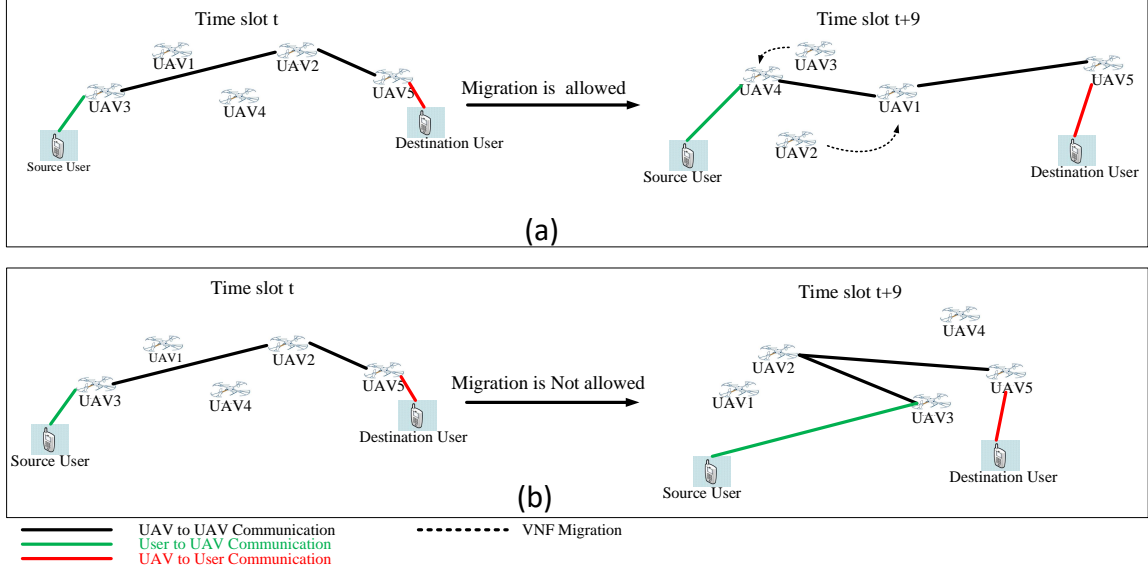 Time slot t
Time slot t+9
UAV1
UAV2
UAV3
UAV4
UAV5
Source User
Destination User
Migration is allowed
UAV3
UAV4
UAV1
UAV5
UAV2
Source User
Destination User
(a)
Time slot t
Time slot t+9
UAV1
UAV2
UAV3
UAV4
UAV5
Source User
Destination User
Migration is Not allowed
UAV4
UAV2
UAV5
UAV1
UAV3
Source User
Destination User
(b)
UAV to UAV Communication
VNF Migration
User to UAV Communication
UAV to User Communication